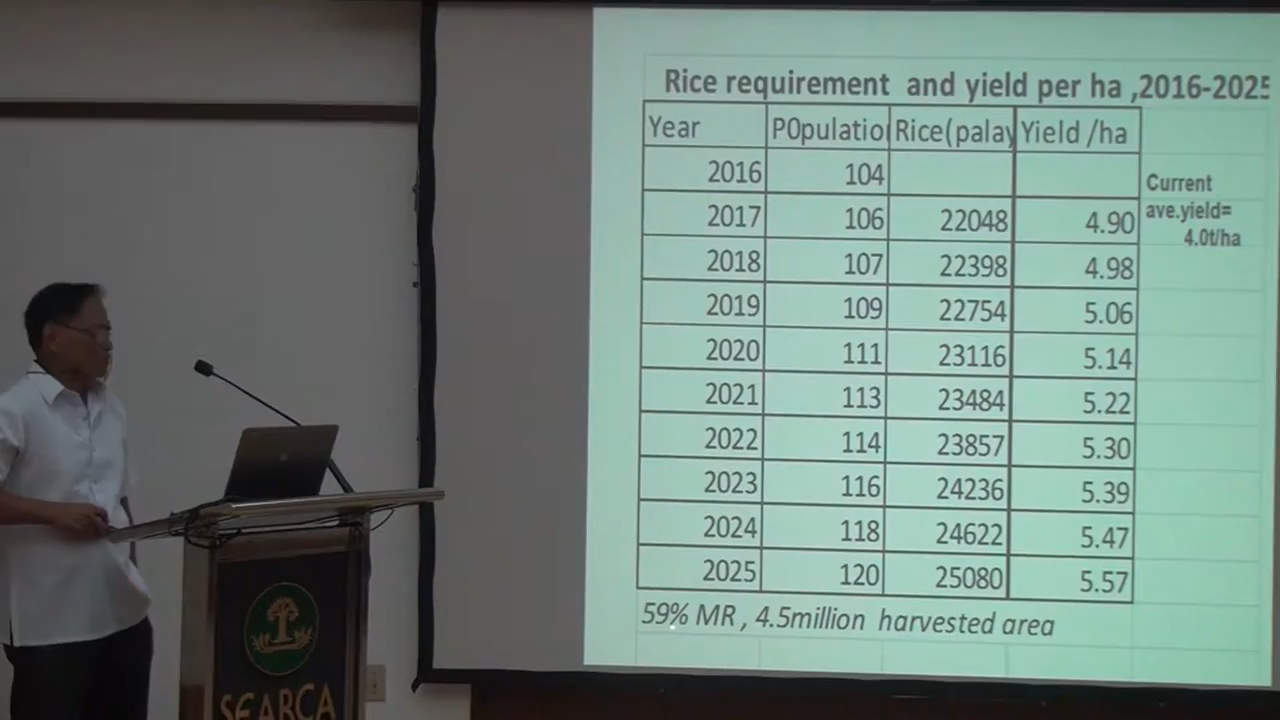 Rice requirement and yield per ha ,2016-2025
Year P0pulatio Rice(palay Yield /ha
2016 104
2017 106 22048 4.90
2018 107 22398 4.98
2019 109 22754 5.06
2020 111 23116 5.14
2021 113 23484 5.22
2022 114 23857 5.30
2023 116 24236 5.39
2024 118 24622 5.47
2025 120 25080 5.57
59% MR , 4.5million harvested area
Current
ave.yield=
4.0t/ha
SEARCA